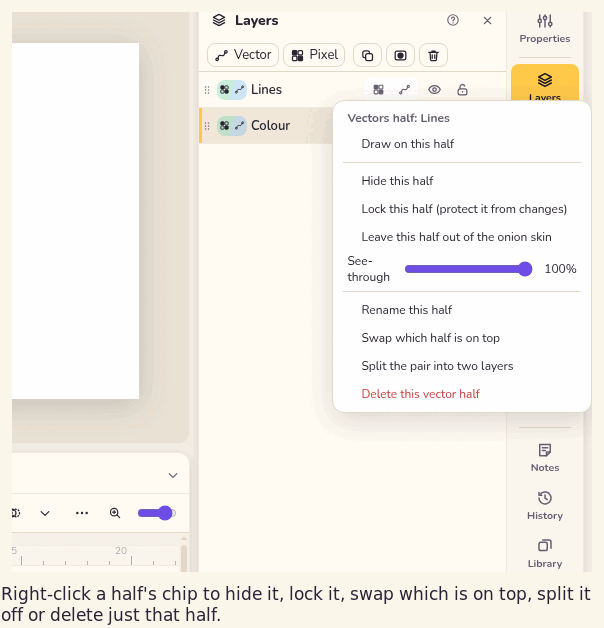 Layers
Properties
Vector
Pixel
Layers
Lines
Colour
Vectors half: Lines
Draw on this half
Hide this half
Lock this half (protect it from changes)
Leave this half out of the onion skin
See-
through
100%
Rename this half
Swap which half is on top
Split the pair into two layers
Delete this vector half
Notes
History
Library
5
20
Right-click a half's chip to hide it, lock it, swap which is on top, split it
off or delete just that half.